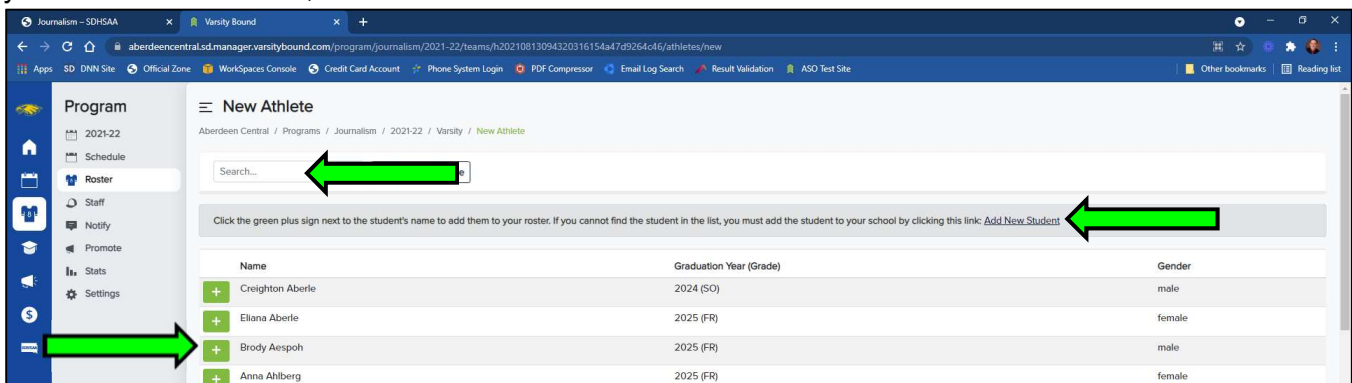 Journalism – SDHSAA
Varsity Bound
aberdeencentral.sd.manager.varsitybound.com/program/journalism/2021-22/teams/h20210813094320316154a47d9264c46/athletes/new
Apps SD DNN Site Official Zone WorkSpaces Console Credit Card Account Phone System Login PDF Compressor Email Log Search Result Validation ASO Test Site Other bookmarks Reading list
Program
2021-22
Schedule
Roster
Staff
Notify
Promote
Stats
Settings
New Athlete
Aberdeen Central / Programs / Journalism / 2021-22 / Varsity / New Athlete
Search...
Click the green plus sign next to the student's name to add them to your roster. If you cannot find the student in the list, you must add the student to your school by clicking this link: Add New Student
Name Graduation Year (Grade) Gender
+ Creighton Aberle 2024 (SO) male
+ Eliana Aberle 2025 (FR) female
+ Brody Aespoh 2025 (FR) male
+ Anna Ahlberg 2025 (FR) female